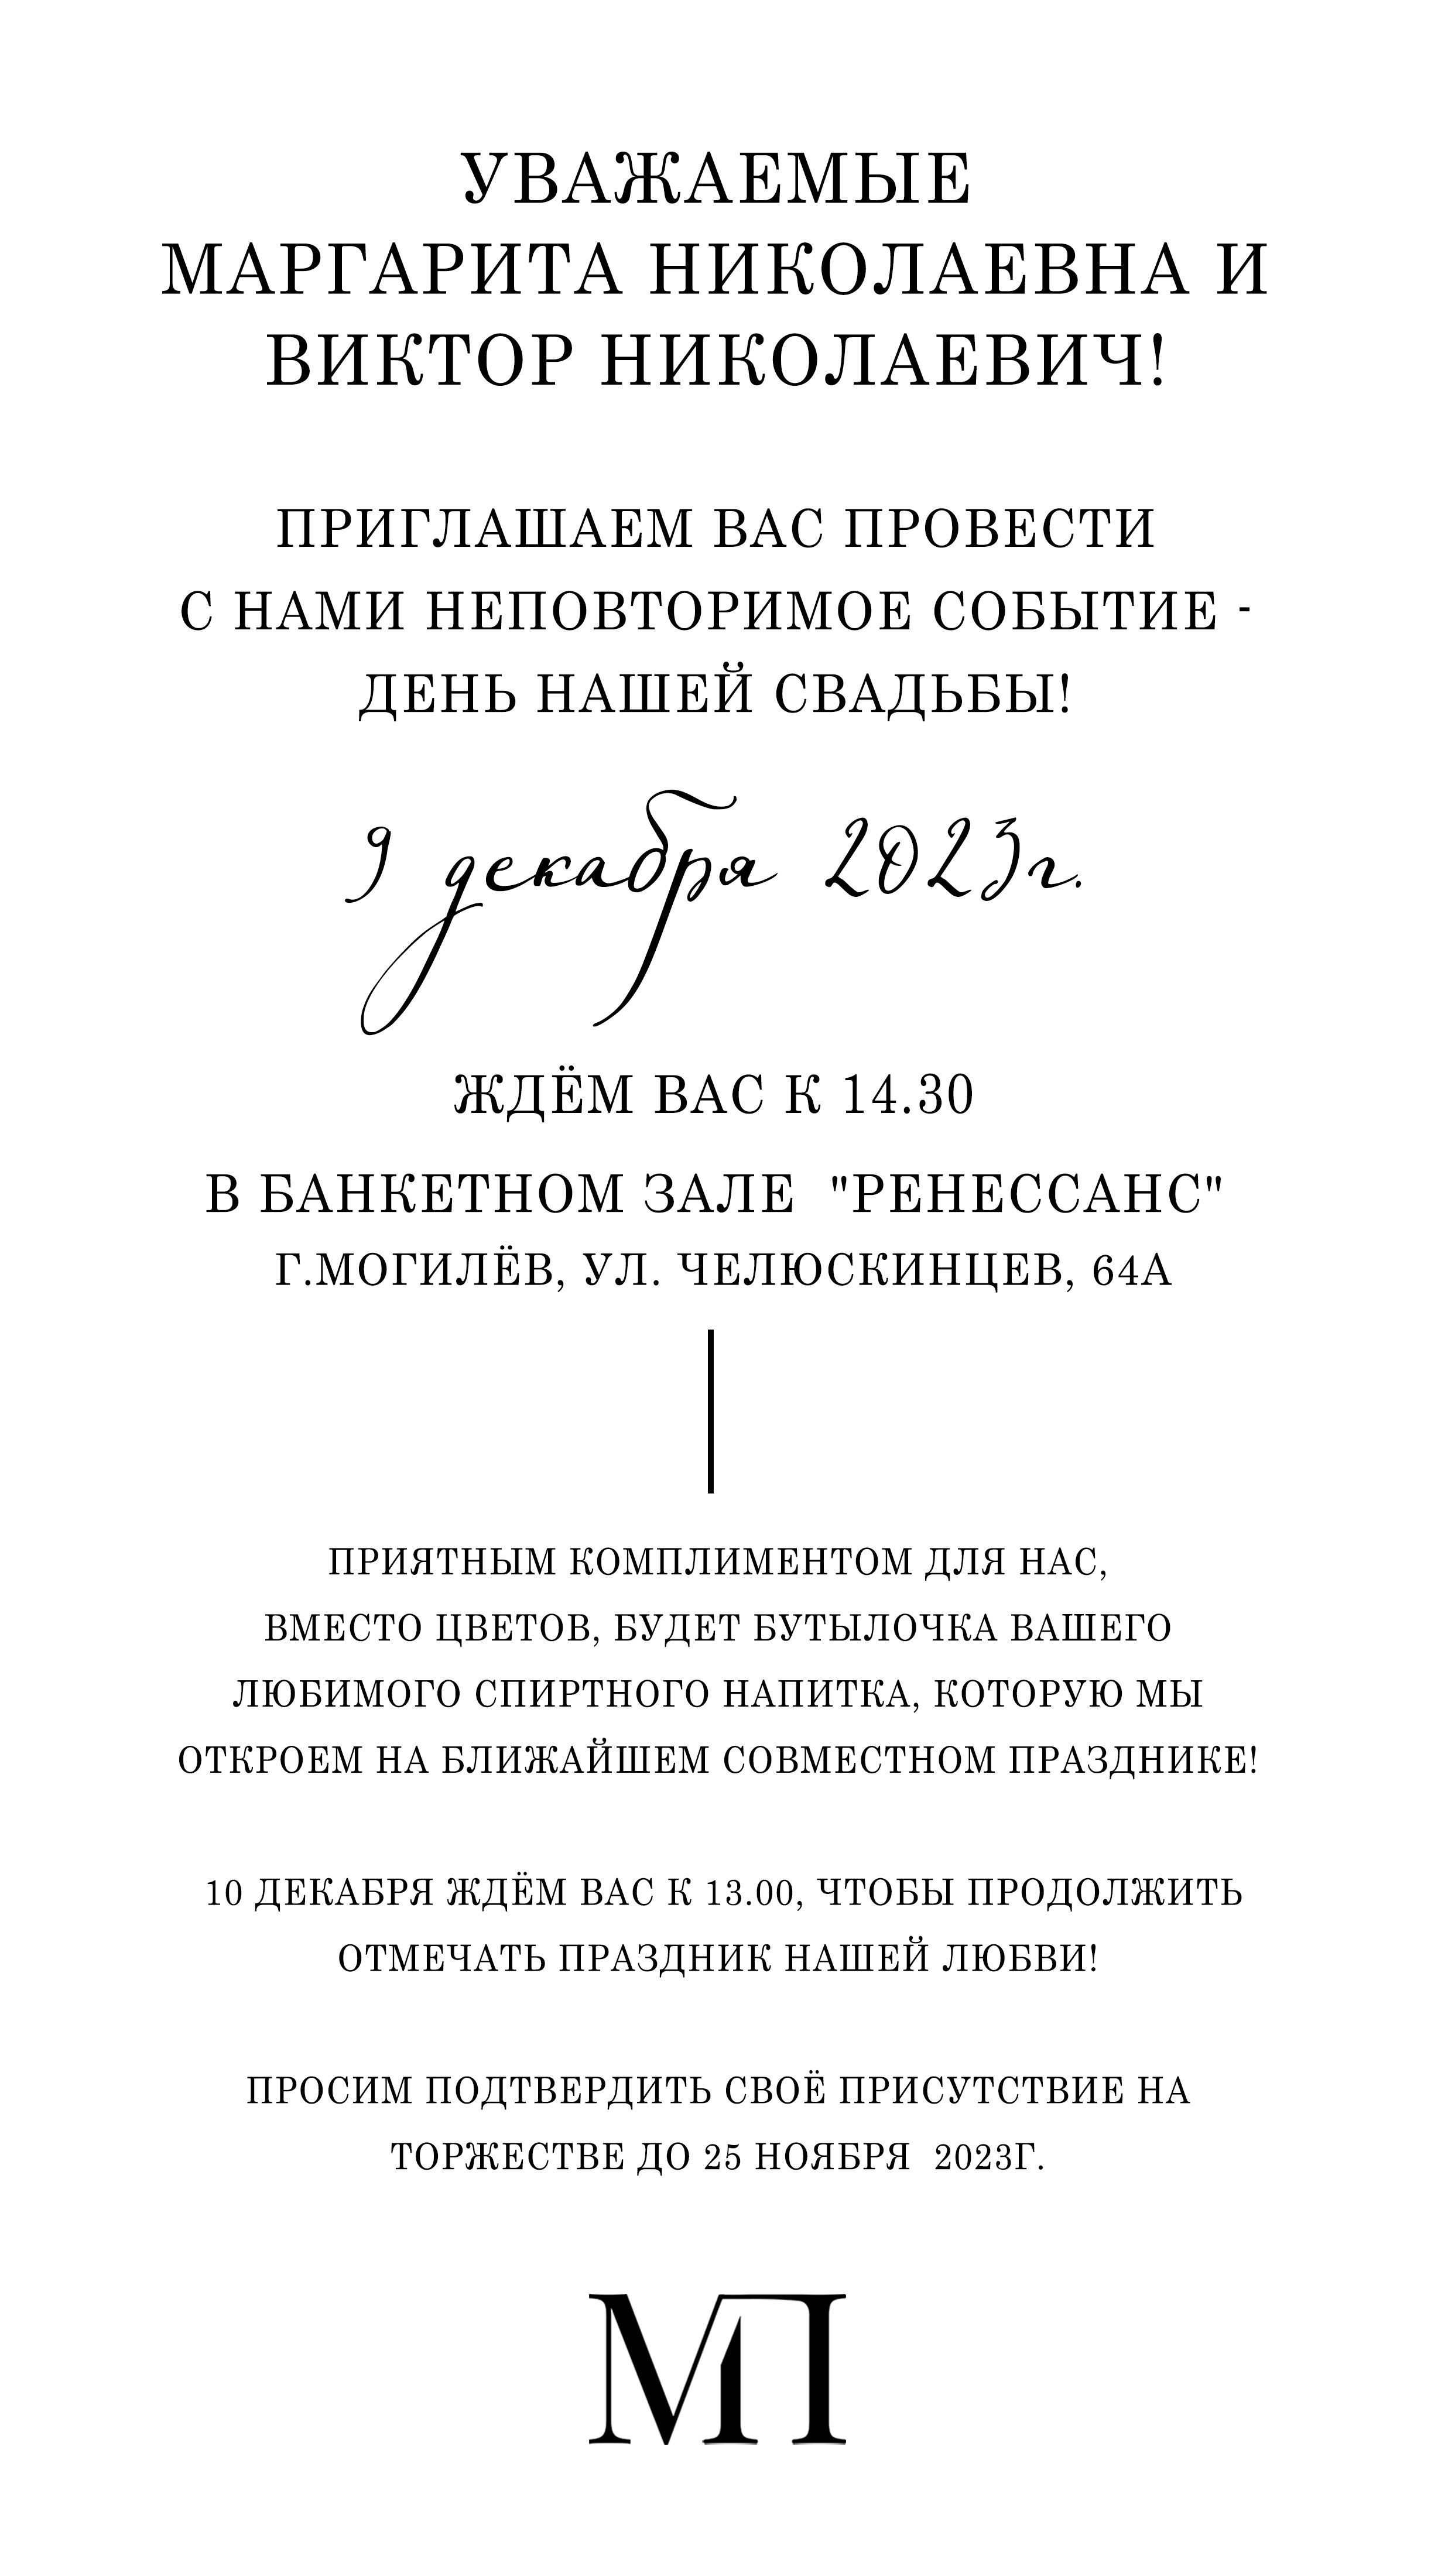 УВАЖАЕМЫЕ
МАРГАРИТА НИКОЛАЕВНА И
ВИКТОР НИКОЛАЕВИЧ!
ПРИГЛАШАЕМ ВАС ПРОВЕСТИ
С НАМИ НЕПОВТОРИМОЕ СОБЫТИЕ -
ДЕНЬ НАШЕЙ СВАДЬБЫ!
9 декабря 2023г.
ЖДЁМ ВАС К 14.30
В БАНКЕТНОМ ЗАЛЕ "РЕНЕССАНС"
Г.МОГИЛЁВ, УЛ. ЧЕЛЮСКИНЦЕВ, 64А
ПРИЯТНЫМ КОМПЛИМЕНТОМ ДЛЯ НАС,
ВМЕСТО ЦВЕТОВ, БУДЕТ БУТЫЛОЧКА ВАШЕГО
ЛЮБИМОГО СПИРТНОГО НАПИТКА, КОТОРУЮ МЫ
ОТКРОЕМ НА БЛИЖАЙШЕМ СОВМЕСТНОМ ПРАЗДНИКЕ!
10 ДЕКАБРЯ ЖДЁМ ВАС К 13.00, ЧТОБЫ ПРОДОЛЖИТЬ
ОТМЕЧАТЬ ПРАЗДНИК НАШЕЙ ЛЮБВИ!
ПРОСИМ ПОДТВЕРДИТЬ СВОЁ ПРИСУТСТВИЕ НА
ТОРЖЕСТВЕ ДО 25 НОЯБРЯ 2023Г.
МП